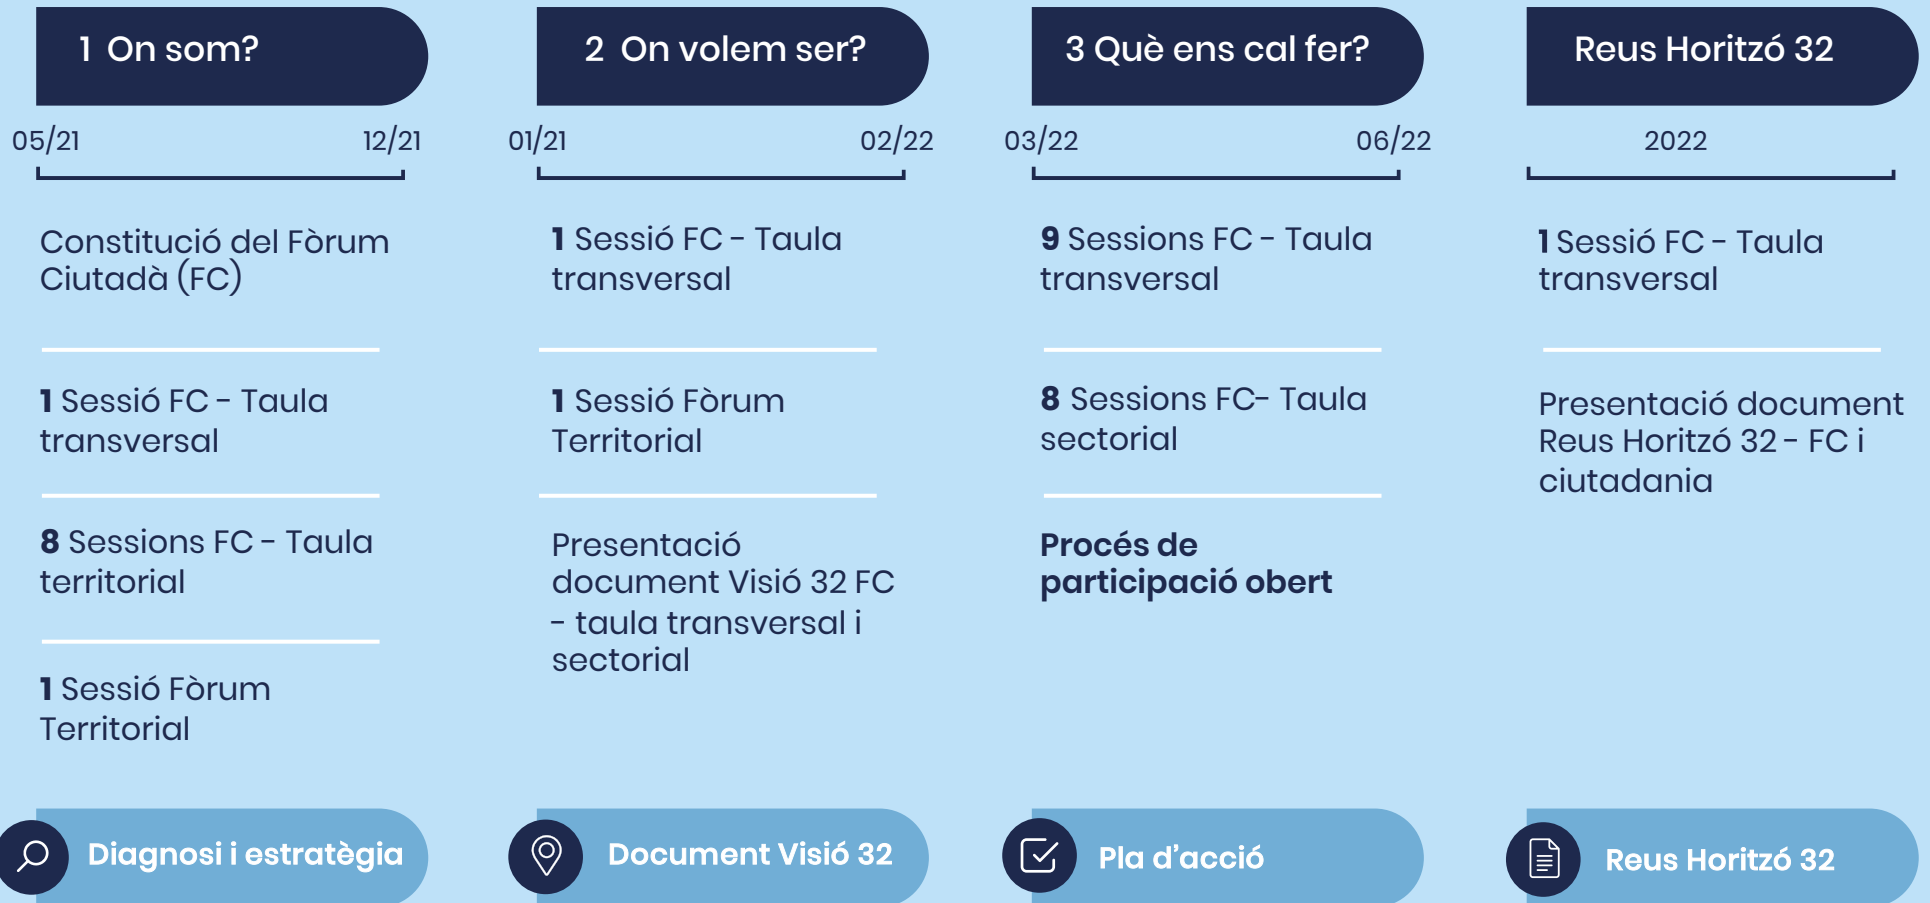 1 On som?
05/21 12/21
Constitució del Fòrum
Ciutadà (FC)
1 Sessió FC - Taula
transversal
8 Sessions FC - Taula
territorial
1 Sessió Fòrum
Territorial
Diagnosi i estratègia
2 On volem ser?
01/21 02/22
1 Sessió FC - Taula
transversal
1 Sessió Fòrum
Territorial
Presentació
document Visió 32 FC
- taula transversal i
sectorial
Document Visió 32
3 Què ens cal fer?
03/22 06/22
9 Sessions FC - Taula
transversal
8 Sessions FC- Taula
sectorial
Procés de
participació obert
Pla d'acció
Reus Horitzó 32
2022
1 Sessió FC - Taula
transversal
Presentació document
Reus Horitzó 32 - FC i
ciutadania
Reus Horitzó 32